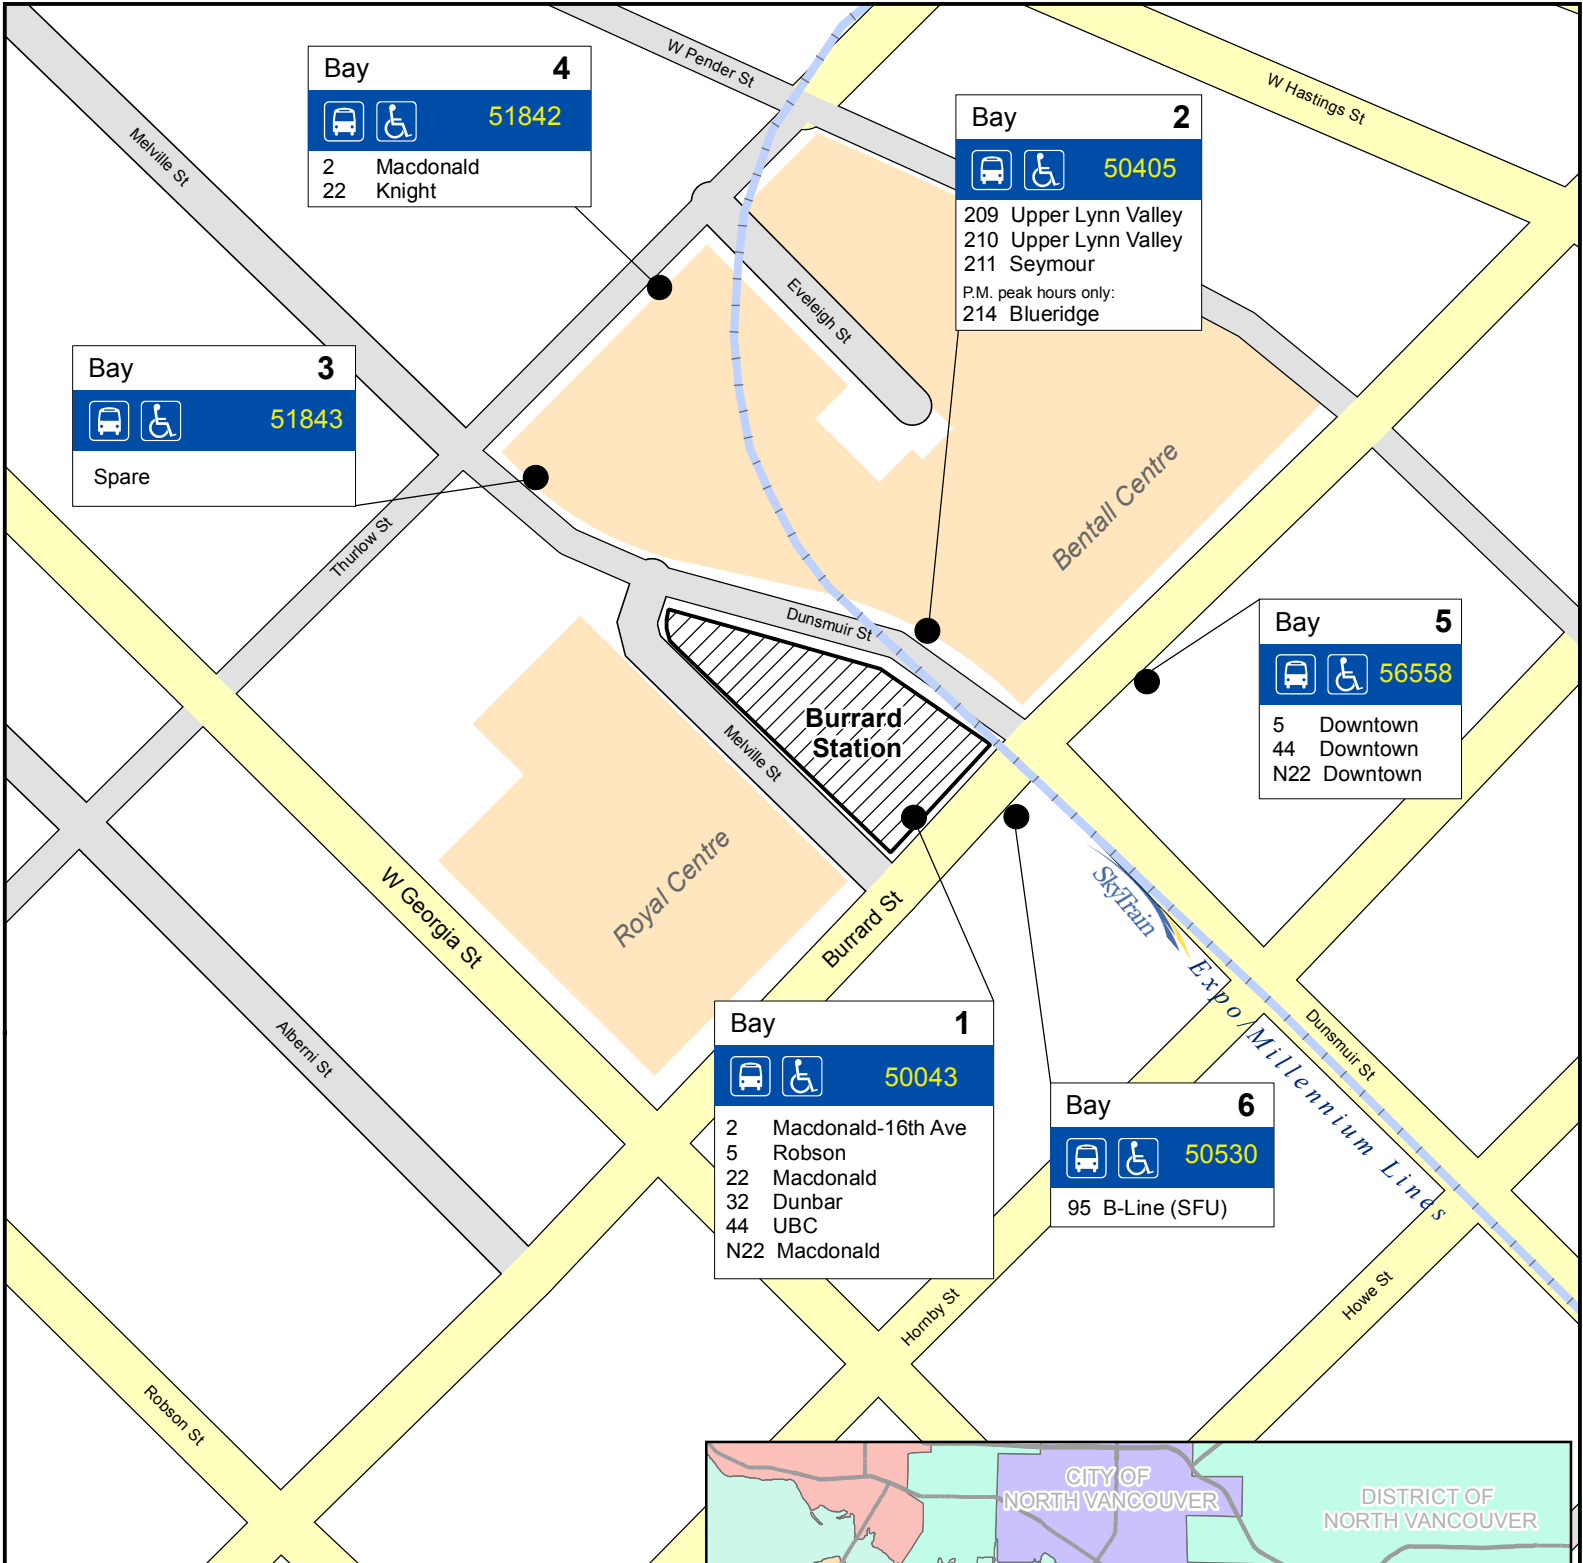 W Pender St
W Hastings St
Melville St
Bay 4
51842
2 Macdonald
22 Knight
Bay 2
50405
209 Upper Lynn Valley
210 Upper Lynn Valley
211 Seymour
P.M. peak hours only:
214 Blueridge
Eveleigh St
Bay 3
51843
Spare
Thurlow St
Bentall Centre
Dunsmuir St
Bay 5
56558
5 Downtown
44 Downtown
N22 Downtown
Burrard
Station
Melville St
Royal Centre
W Georgia St
Burrard St
SkyTrain
Expo/Millennium Lines
Dunsmuir St
Alberni St
Bay 1
50043
2 Macdonald-16th Ave
5 Robson
22 Macdonald
32 Dunbar
44 UBC
N22 Macdonald
Bay 6
50530
95 B-Line (SFU)
Hornby St
Howe St
Robson St
CITY OF
NORTH VANCOUVER
DISTRICT OF
NORTH VANCOUVER